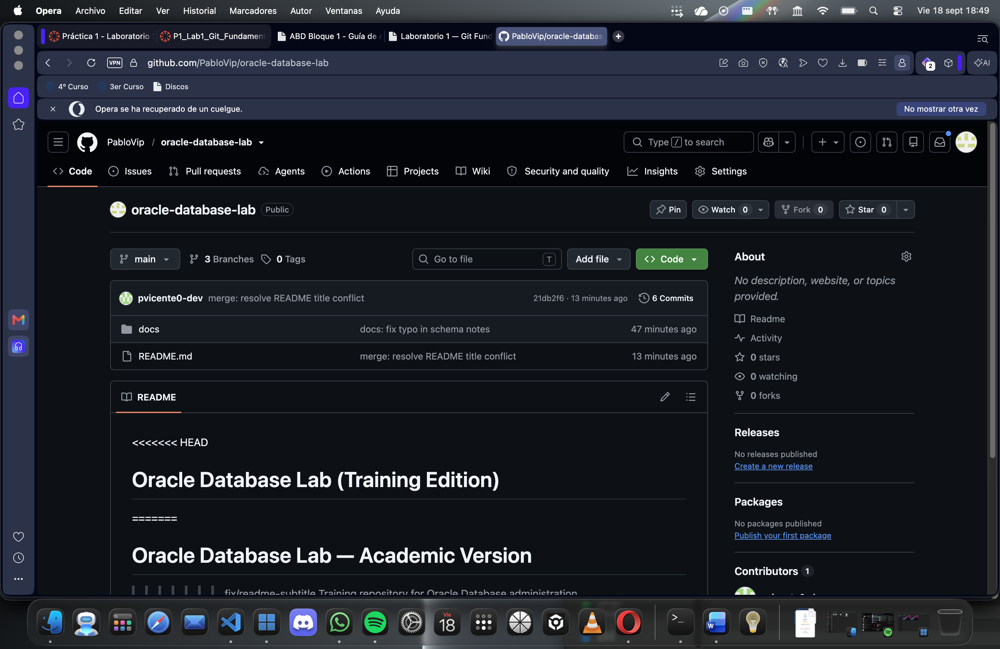 Opera Archivo Editar Ver Historial Marcadores Autor Ventanas Ayuda Vie 18 sept 18:49
Práctica 1 - Laboratorio P1_Lab1_Git_Fundament ABD Bloque 1 - Guía de Laboratorio 1 — Git Fund PabloVip/oracle-databas
VPN github.com/PabloVip/oracle-database-lab 2 AI
4º Curso 3er Curso Discos
Opera se ha recuperado de un cuelgue. No mostrar otra vez
PabloVip / oracle-database-lab Type / to search
Code Issues Pull requests Agents Actions Projects Wiki Security and quality Insights Settings
oracle-database-lab Public Pin Watch 0 Fork 0 Star 0
main 3 Branches 0 Tags Go to file T Add file Code
pvicente0-dev merge: resolve README title conflict 21db2f6 · 13 minutes ago 6 Commits
docs docs: fix typo in schema notes 47 minutes ago
README.md merge: resolve README title conflict 13 minutes ago
README
<<<<<<< HEAD
Oracle Database Lab (Training Edition)
=======
Oracle Database Lab — Academic Version
fix/readme-subtitle Training repository for Oracle Database administration
About
No description, website, or topics
provided.
Readme
Activity
0 stars
0 watching
0 forks
Releases
No releases published
Create a new release
Packages
No packages published
Publish your first package
Contributors 1
Vie
18
W